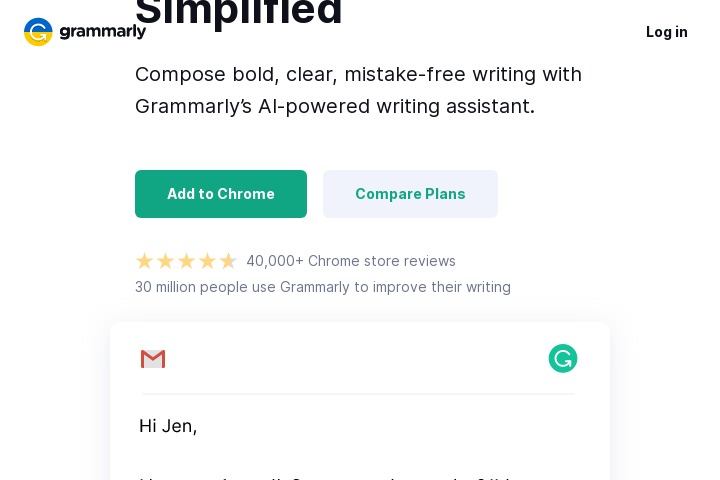 Simplified
grammarly
Log in
Compose bold, clear, mistake-free writing with
Grammarly’s AI-powered writing assistant.
Add to Chrome
Compare Plans
40,000+ Chrome store reviews
30 million people use Grammarly to improve their writing
Hi Jen,